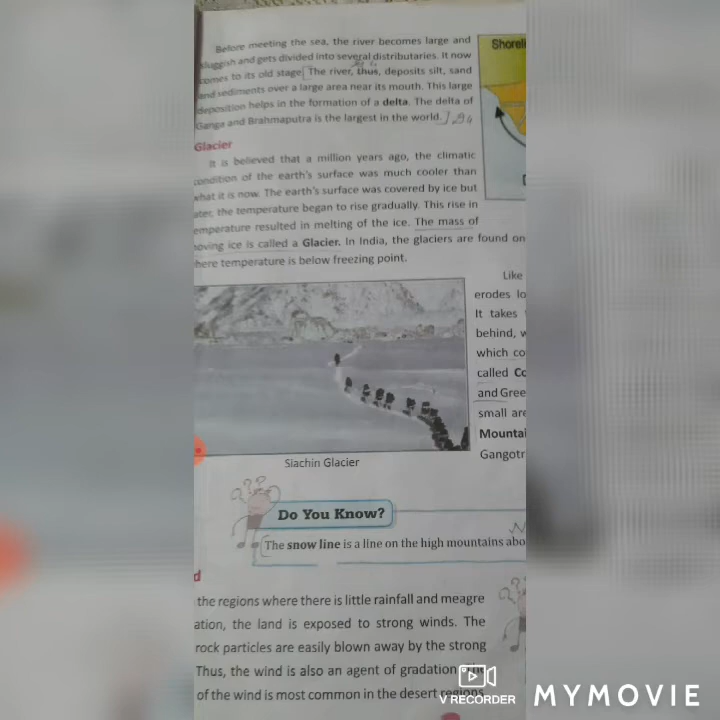 Before meeting the sea, the river becomes large and
sluggish and gets divided into several distributaries. It now
comes to its old stage. The river, thus, deposits silt, sand
and sediments over a large area near its mouth. This large
deposition helps in the formation of a delta. The delta of
Ganga and Brahmaputra is the largest in the world.
Shoreli
Glacier
It is believed that a million years ago, the climatic
condition of the earth's surface was much cooler than
what it is now. The earth's surface was covered by ice but
ater, the temperature began to rise gradually. This rise in
emperature resulted in melting of the ice. The mass of
noving ice is called a Glacier. In India, the glaciers are found on
here temperature is below freezing point.
Like
erodes lo
It takes
behind, w
which co
called Co
and Gree
small are
Mountai
Gangotr
Siachin Glacier
Do You Know?
The snow line is a line on the high mountains abo
d
the regions where there is little rainfall and meagre
ation, the land is exposed to strong winds. The
rock particles are easily blown away by the strong
Thus, the wind is also an agent of gradation. The
of the wind is most common in the desert regions
V RECORDER
MYMOVIE